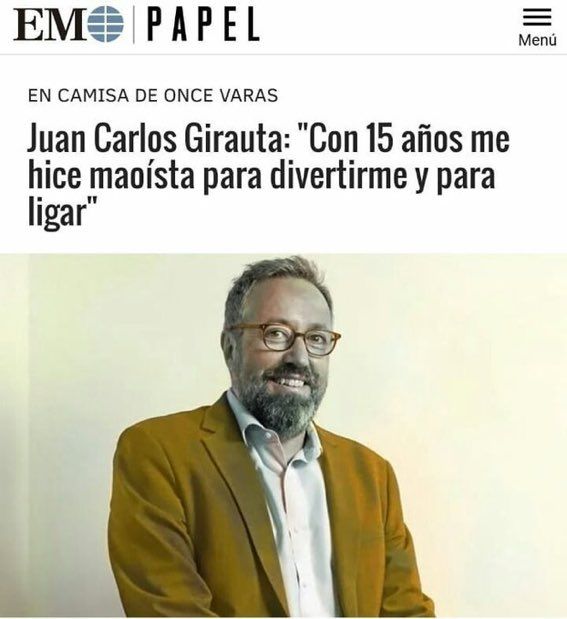 EM PAPEL
Menú
EN CAMISA DE ONCE VARAS
Juan Carlos Girauta: "Con 15 años me
hice maoísta para divertirme y para
ligar"